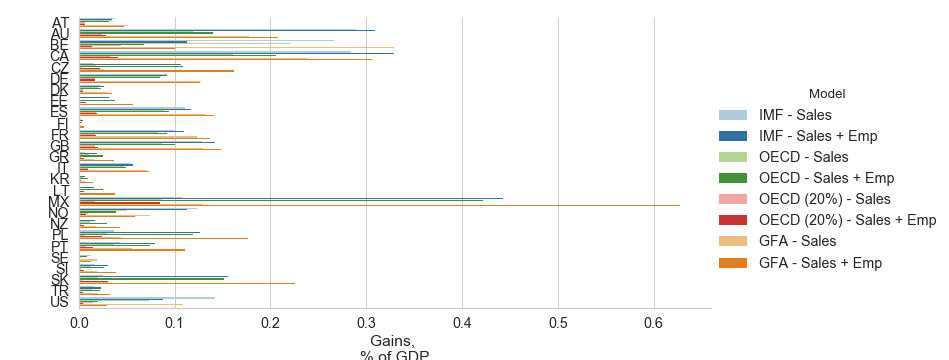 AT
AU
BE
CA
CZ
DE
DK
EE
ES
FI
FR
GB
GR
IT
KR
LT
MX
NO
NZ
PL
PT
SE
SI
SK
TR
US
0.0 0.1 0.2 0.3 0.4 0.5 0.6
Gains,
% of GDP
Model
IMF - Sales
IMF - Sales + Emp
OECD - Sales
OECD - Sales + Emp
OECD (20%) - Sales
OECD (20%) - Sales + Emp
GFA - Sales
GFA - Sales + Emp